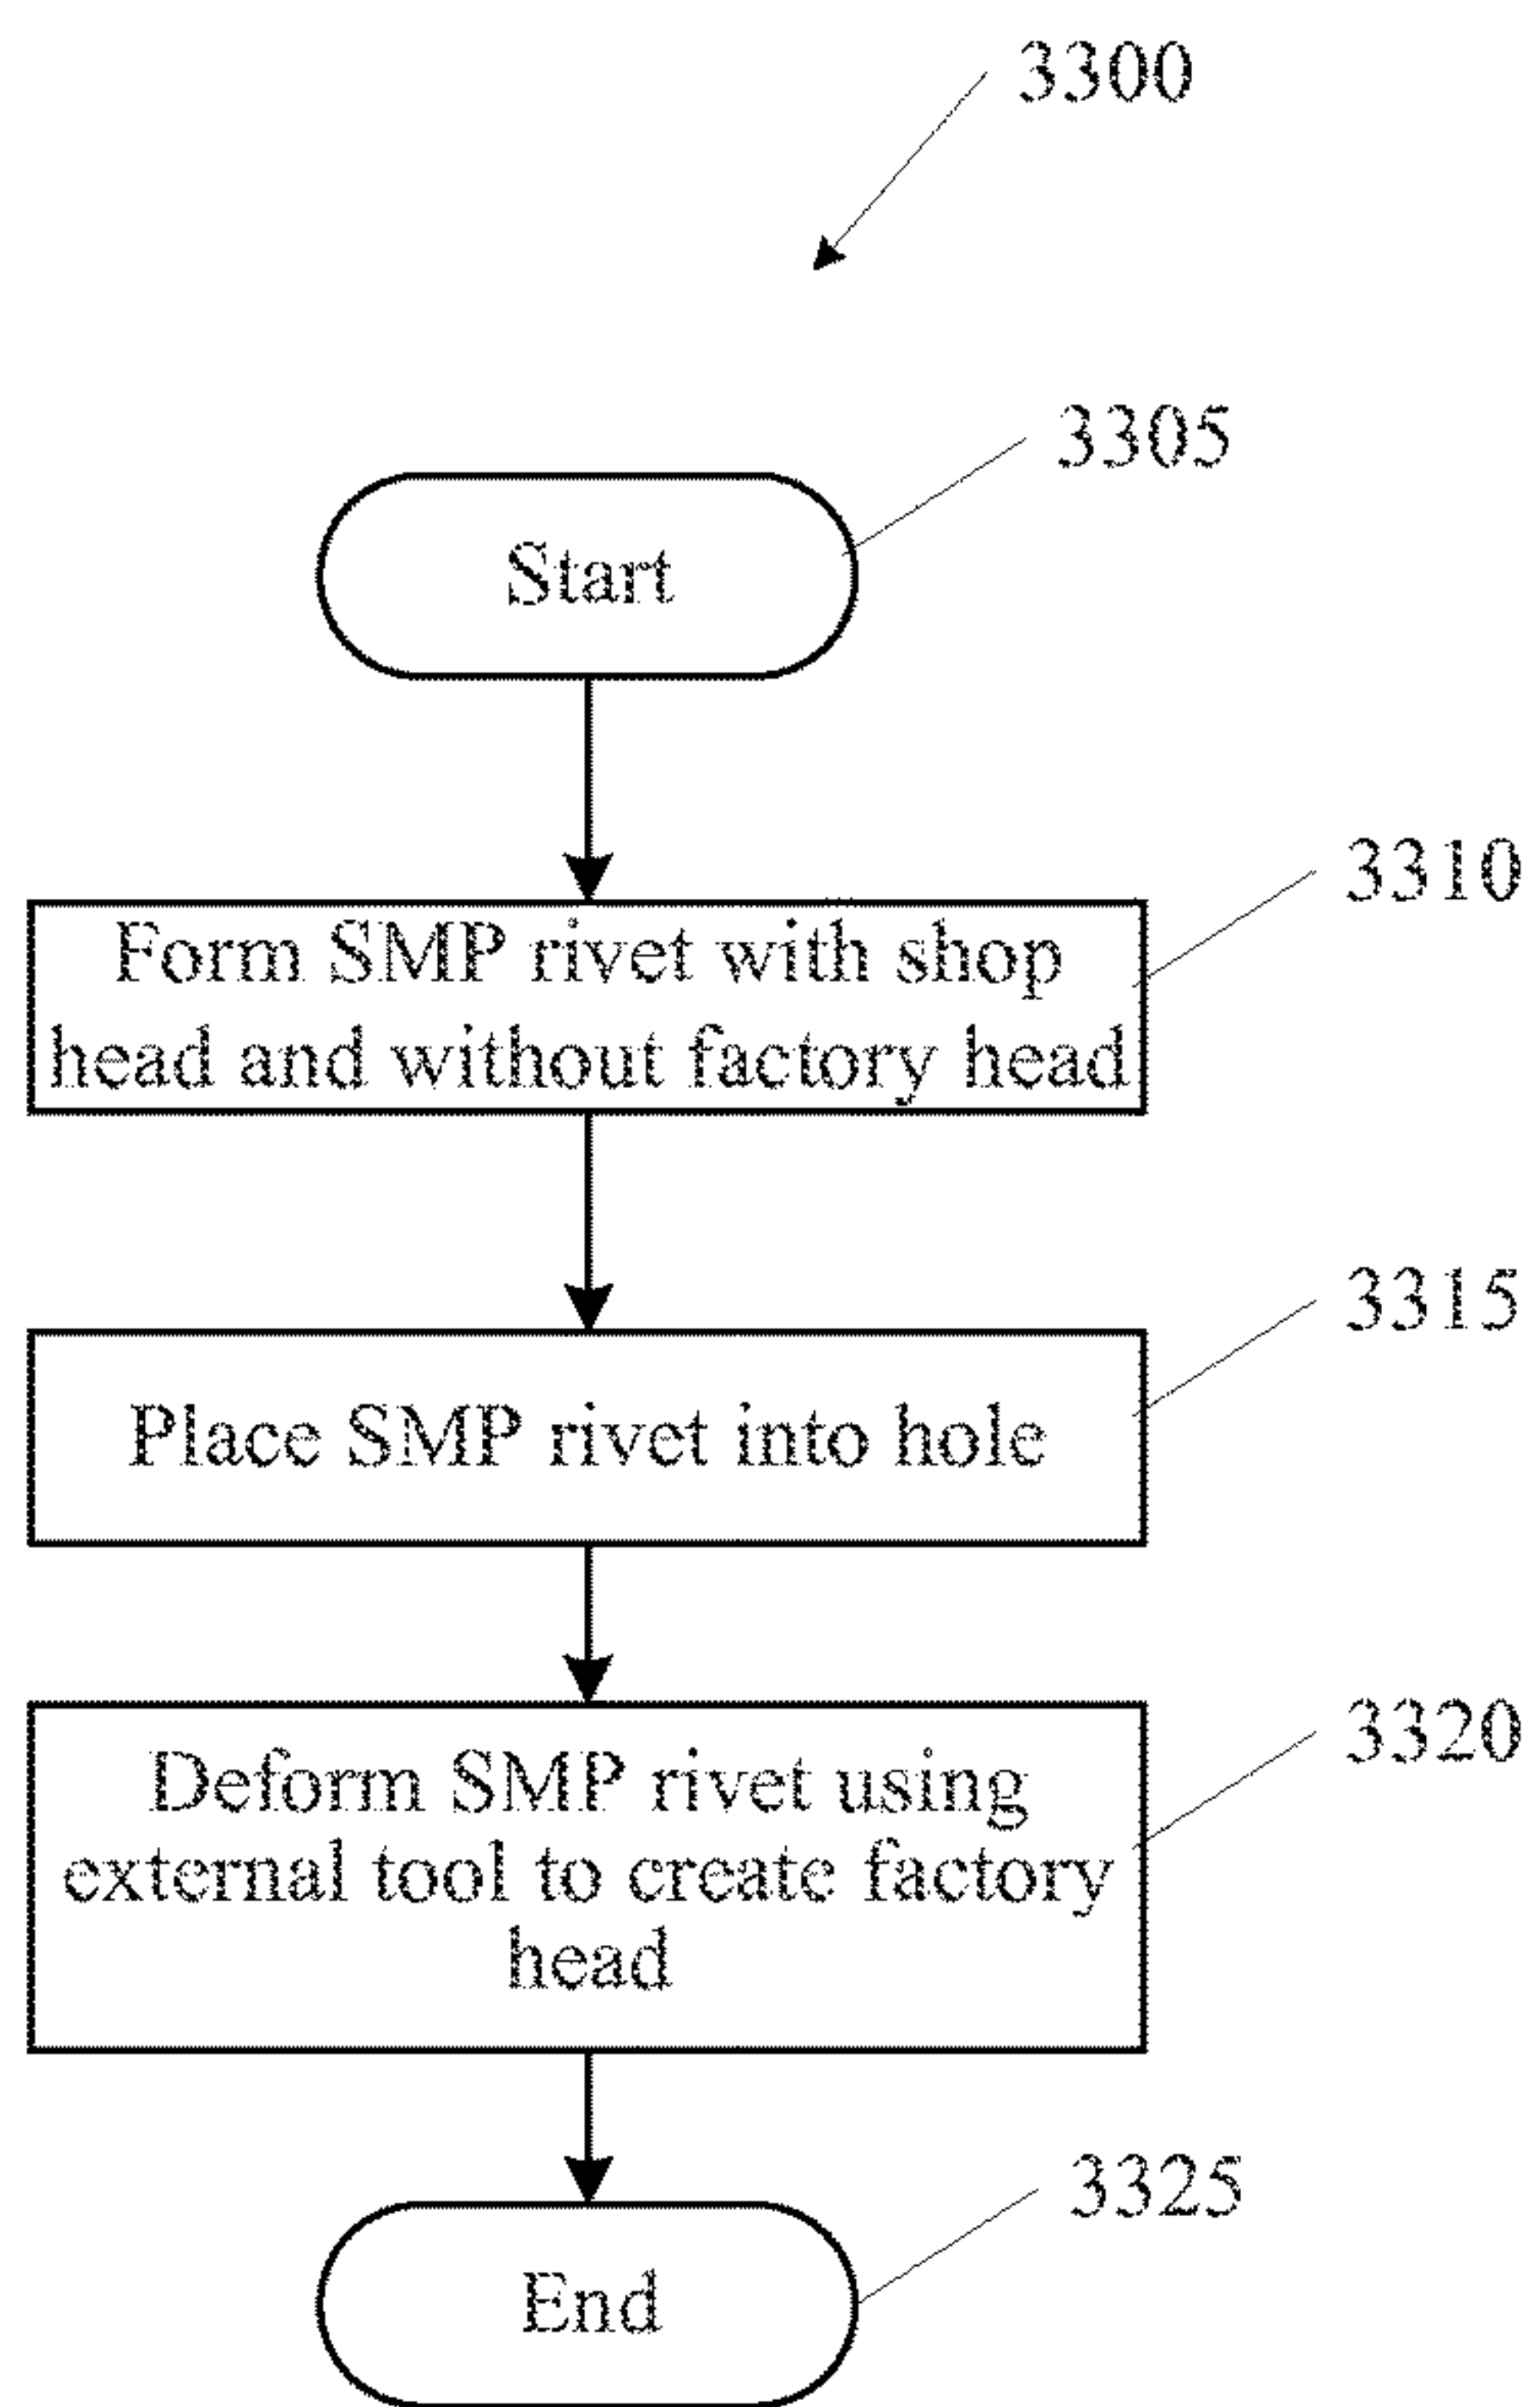 3300
3305
Start
3310
Form SMP rivet with shop
head and without factory head
3315
Place SMP rivet into hole
3320
Deform SMP rivet using
external tool to create factory
head
3325
End